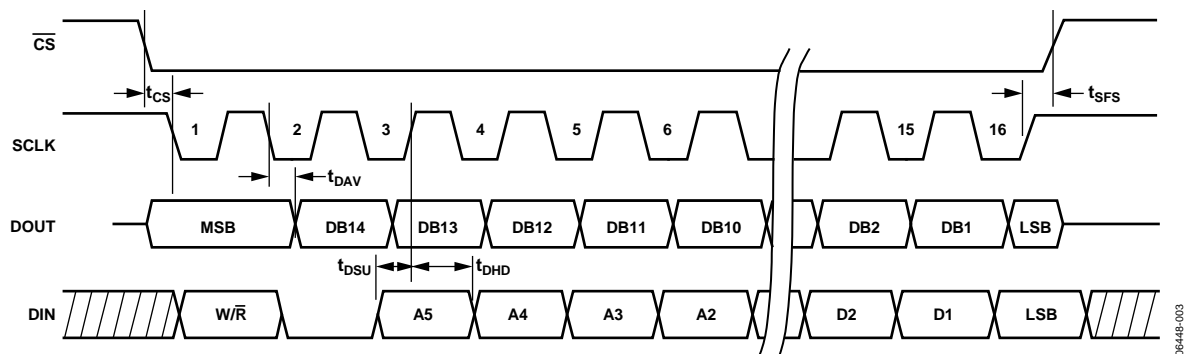 CS
tCS
tSFS
SCLK
1 2 3 4 5 6 15 16
tDAV
DOUT
MSB DB14 DB13 DB12 DB11 DB10 DB2 DB1 LSB
tDSU tDHD
DIN
W/R A5 A4 A3 A2 D2 D1 LSB
06448-003